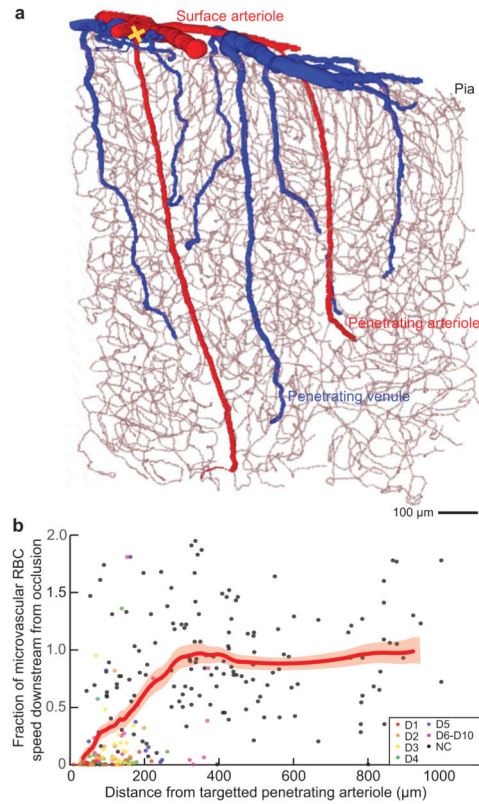 a
Surface arteriole
Pia
Penetrating arteriole
Penetrating venule
100 μm
b
Fraction of microvascular RBC
speed downstream from occlusion
2.0
1.5
1.0
0.5
0
D1
D2
D3
D4
D5
D6-D10
NC
0
200
400
600
800
1000
Distance from targetted penetrating arteriole (μm)